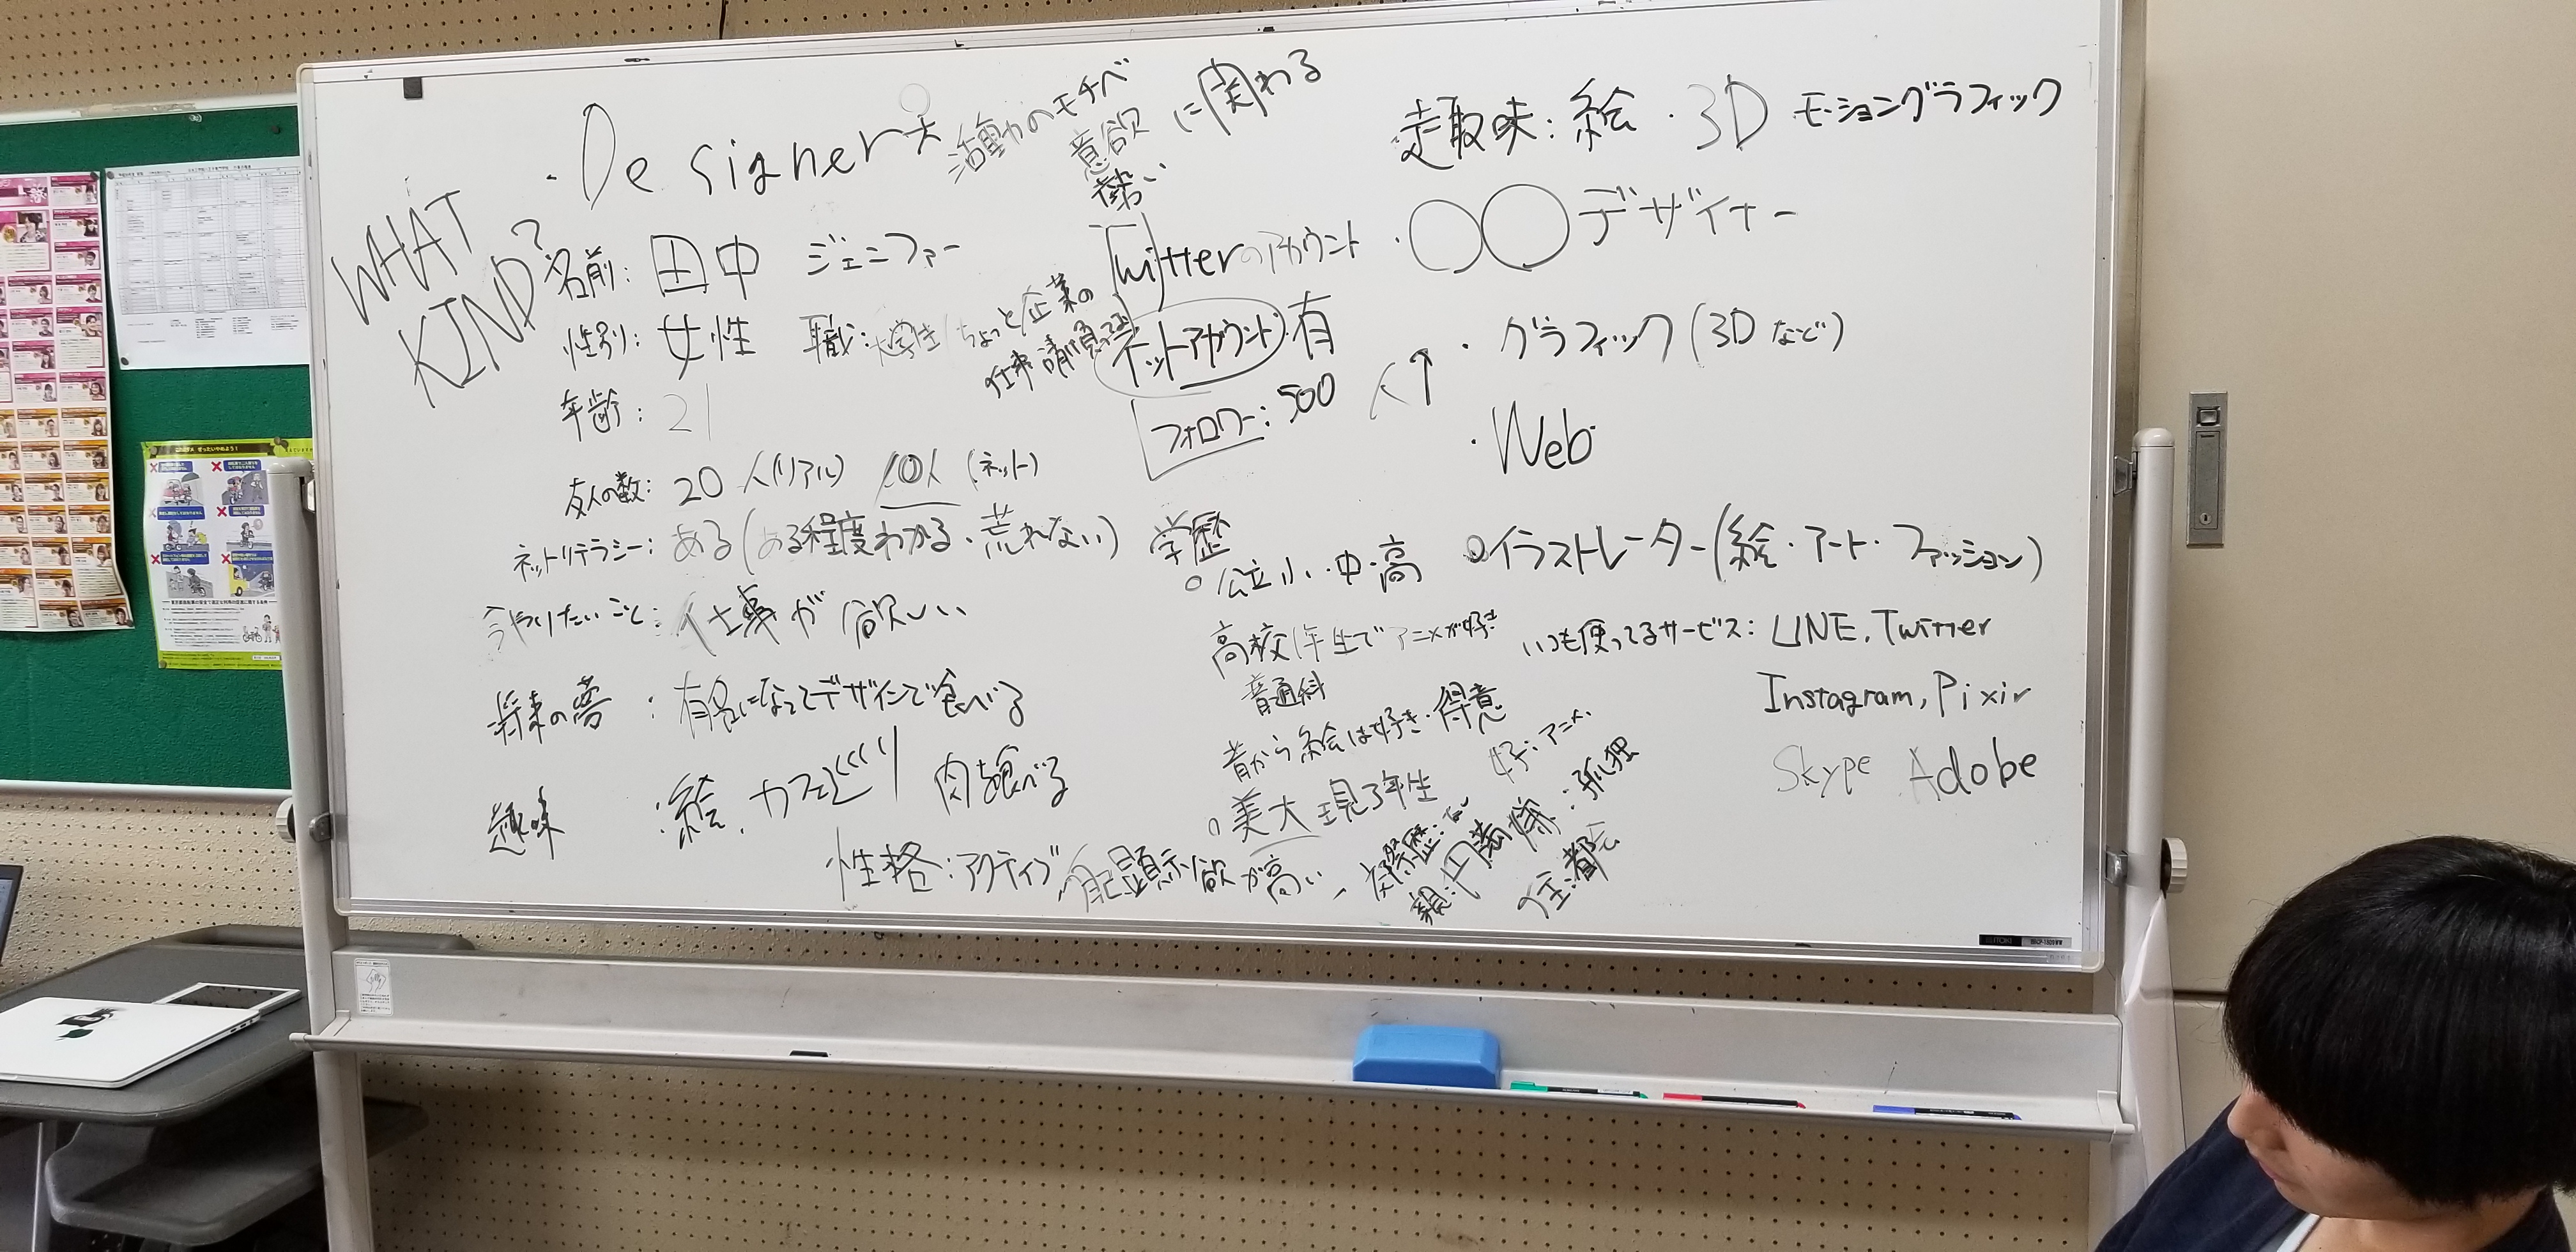 WHAT
KIND?
・Designer
活動のモチベ
意欲
勢い
に関わる
名前：田中 ジェニファー
性別：女性 職：大学生/ちょっと企業の
仕事請け負ってる
年齢：21
友人の数：20人(リアル) 10人(ネット)
ネットリテラシー：ある(ある程度わかる・荒れない)
今やりたいこと：仕事が欲しい
将来の夢：有名になってデザインで食べる
趣味：絵、カフェ巡り 肉を食べる
性格：アクティブ 自己顕示欲が高い
Twitterのアカウント
ネットアカウント：有
フォロワー：500人↑
学歴
○公立小・中・高
高校1年生でアニメが好き
普通科
昔から絵は好き・得意
○美大 現3年生
好：アニメ
交際歴：なし
親：円満 孤独
住：都会
趣味：絵・3D モーショングラフィック
・○○デザイナー
・グラフィック(3Dなど)
・Web
○イラストレーター(絵・アート・ファッション)
いつも使ってるサービス：LINE, Twitter
Instagram, Pixiv
Skype Adobe